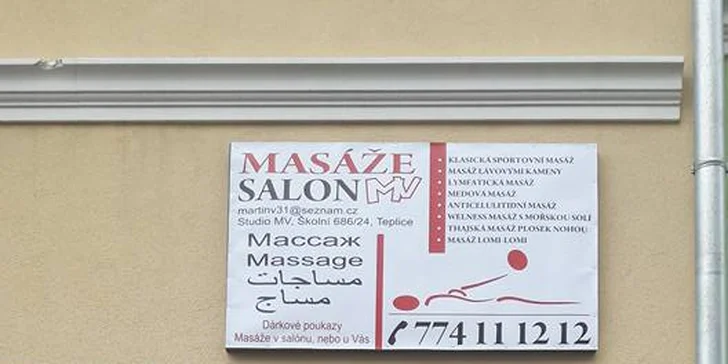 MASÁŽE
SALON MV
martinv31@seznam.cz
Studio MV, Školní 686/24, Teplice
Массаж
Massage
مساجات
مساج
Dárkové poukazy
Masáže v salónu, nebo u Vás
• KLASICKÁ SPORTOVNÍ MASÁŽ
• MASÁŽ LÁVOVÝMI KAMENY
• LYMFATICKÁ MASÁŽ
• MEDOVÁ MASÁŽ
• ANTICELULITIDNÍ MASÁŽ
• WELNESS MASÁŽ S MOŘSKOU SOLÍ
• THAJSKÁ MASÁŽ PLOSEK NOHOU
• MASÁŽ LOMI-LOMI
774 11 12 12